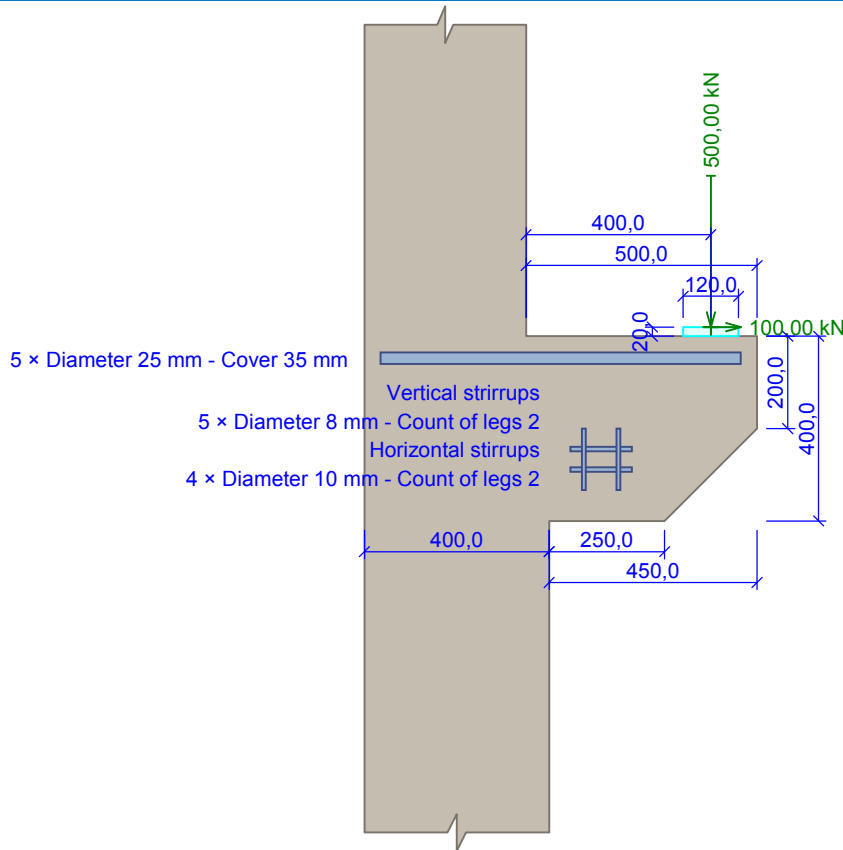 500,00 kN
400,0
500,0
120,0
20,0
100,00 kN
5 × Diameter 25 mm - Cover 35 mm
200,0
400,0
Vertical strirrups
5 × Diameter 8 mm - Count of legs 2
Horizontal stirrups
4 × Diameter 10 mm - Count of legs 2
400,0
250,0
450,0